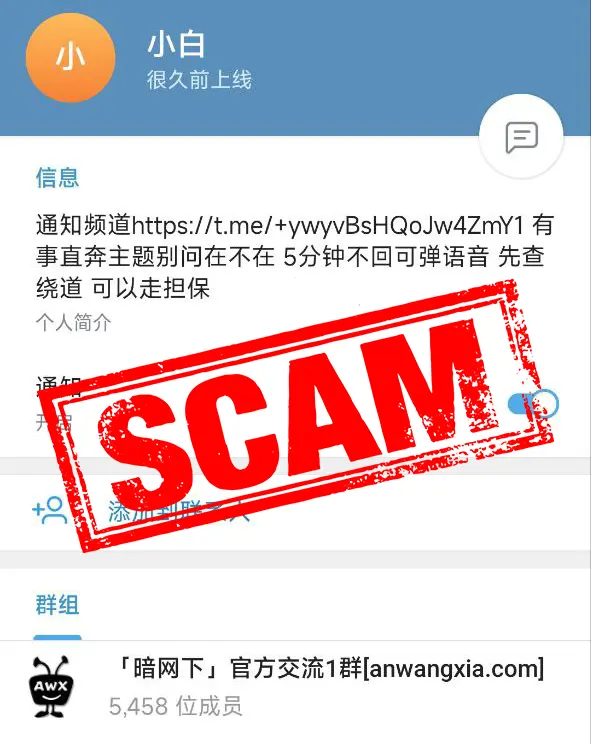 小
小白
很久前上线
信息
通知频道https://t.me/+ywyvBsHQoJw4ZmY1 有
事直奔主题别问在不在 5分钟不回可弹语音 先查
绕道 可以走担保
个人简介
通知
SCAM
添加到联系人
群组
AWX
「暗网下」官方交流1群[anwangxia.com]
5,458 位成员